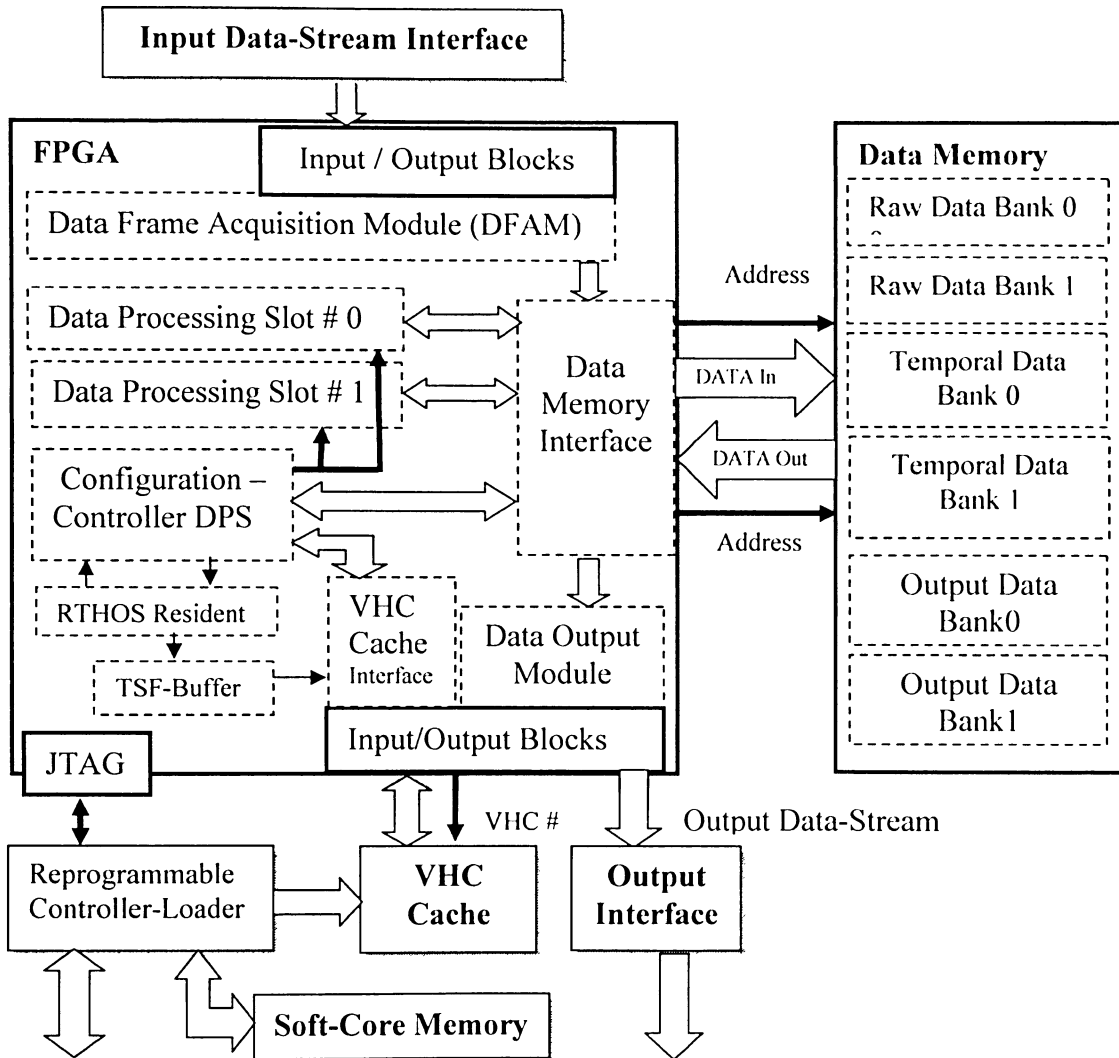 Input Data-Stream Interface
FPGA
Input / Output Blocks
Data Frame Acquisition Module (DFAM)
Data Processing Slot # 0
Data Processing Slot # 1
Configuration –
Controller DPS
RTHOS Resident
TSF-Buffer
VHC
Cache
Interface
Data
Memory
Interface
Data Output
Module
Input/Output Blocks
JTAG
Address
DATA In
DATA Out
Address
Data Memory
Raw Data Bank 0
Raw Data Bank 1
Temporal Data
Bank 0
Temporal Data
Bank 1
Output Data
Bank0
Output Data
Bank1
VHC #
Output Data-Stream
Reprogrammable
Controller-Loader
VHC
Cache
Output
Interface
Soft-Core Memory